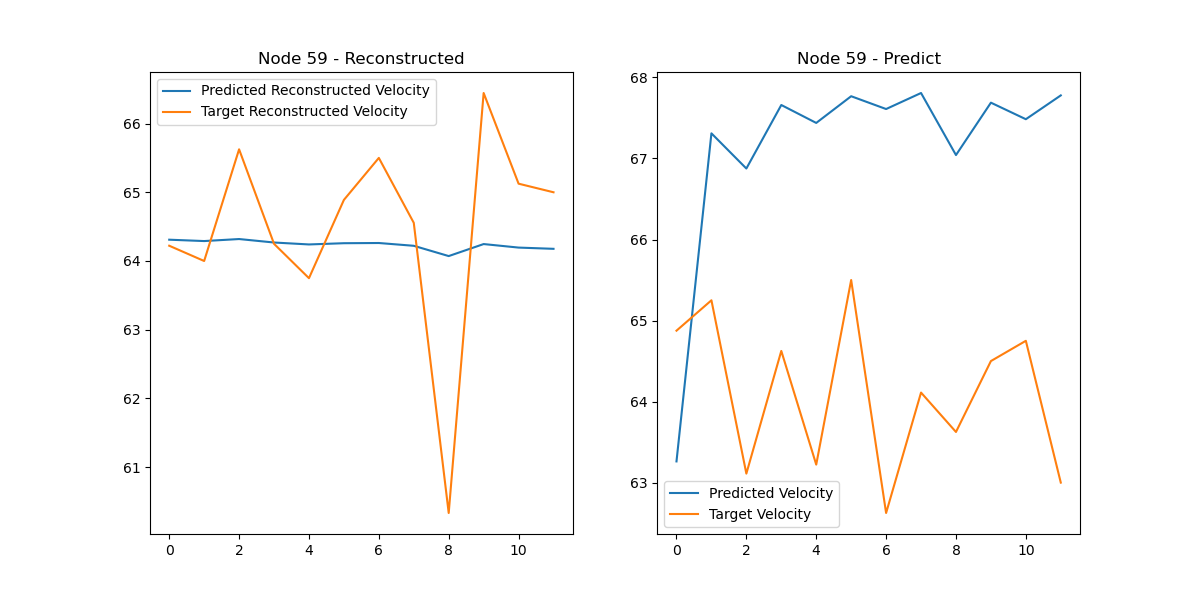 Node 59 - Reconstructed
Predicted Reconstructed Velocity
Target Reconstructed Velocity
66
65
64
63
62
61
0 2 4 6 8 10
Node 59 - Predict
68
67
66
65
64
63
Predicted Velocity
Target Velocity
0 2 4 6 8 10